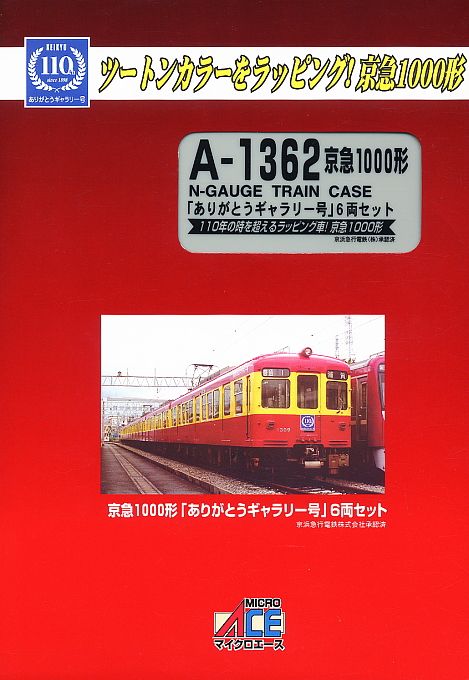 KEIKYU
110th
since 1898
ありがとうギャラリー号
ツートンカラーをラッピング!京急1000形
A-1362 京急1000形
N-GAUGE TRAIN CASE
「ありがとうギャラリー号」6両セット
110年の時を超えるラッピング車!京急1000形
京浜急行電鉄(株)承認済
普通
浦賀
110
1309
京急1000形「ありがとうギャラリー号」6両セット
京浜急行電鉄株式会社承認済
MICRO
ACE
マイクロエース